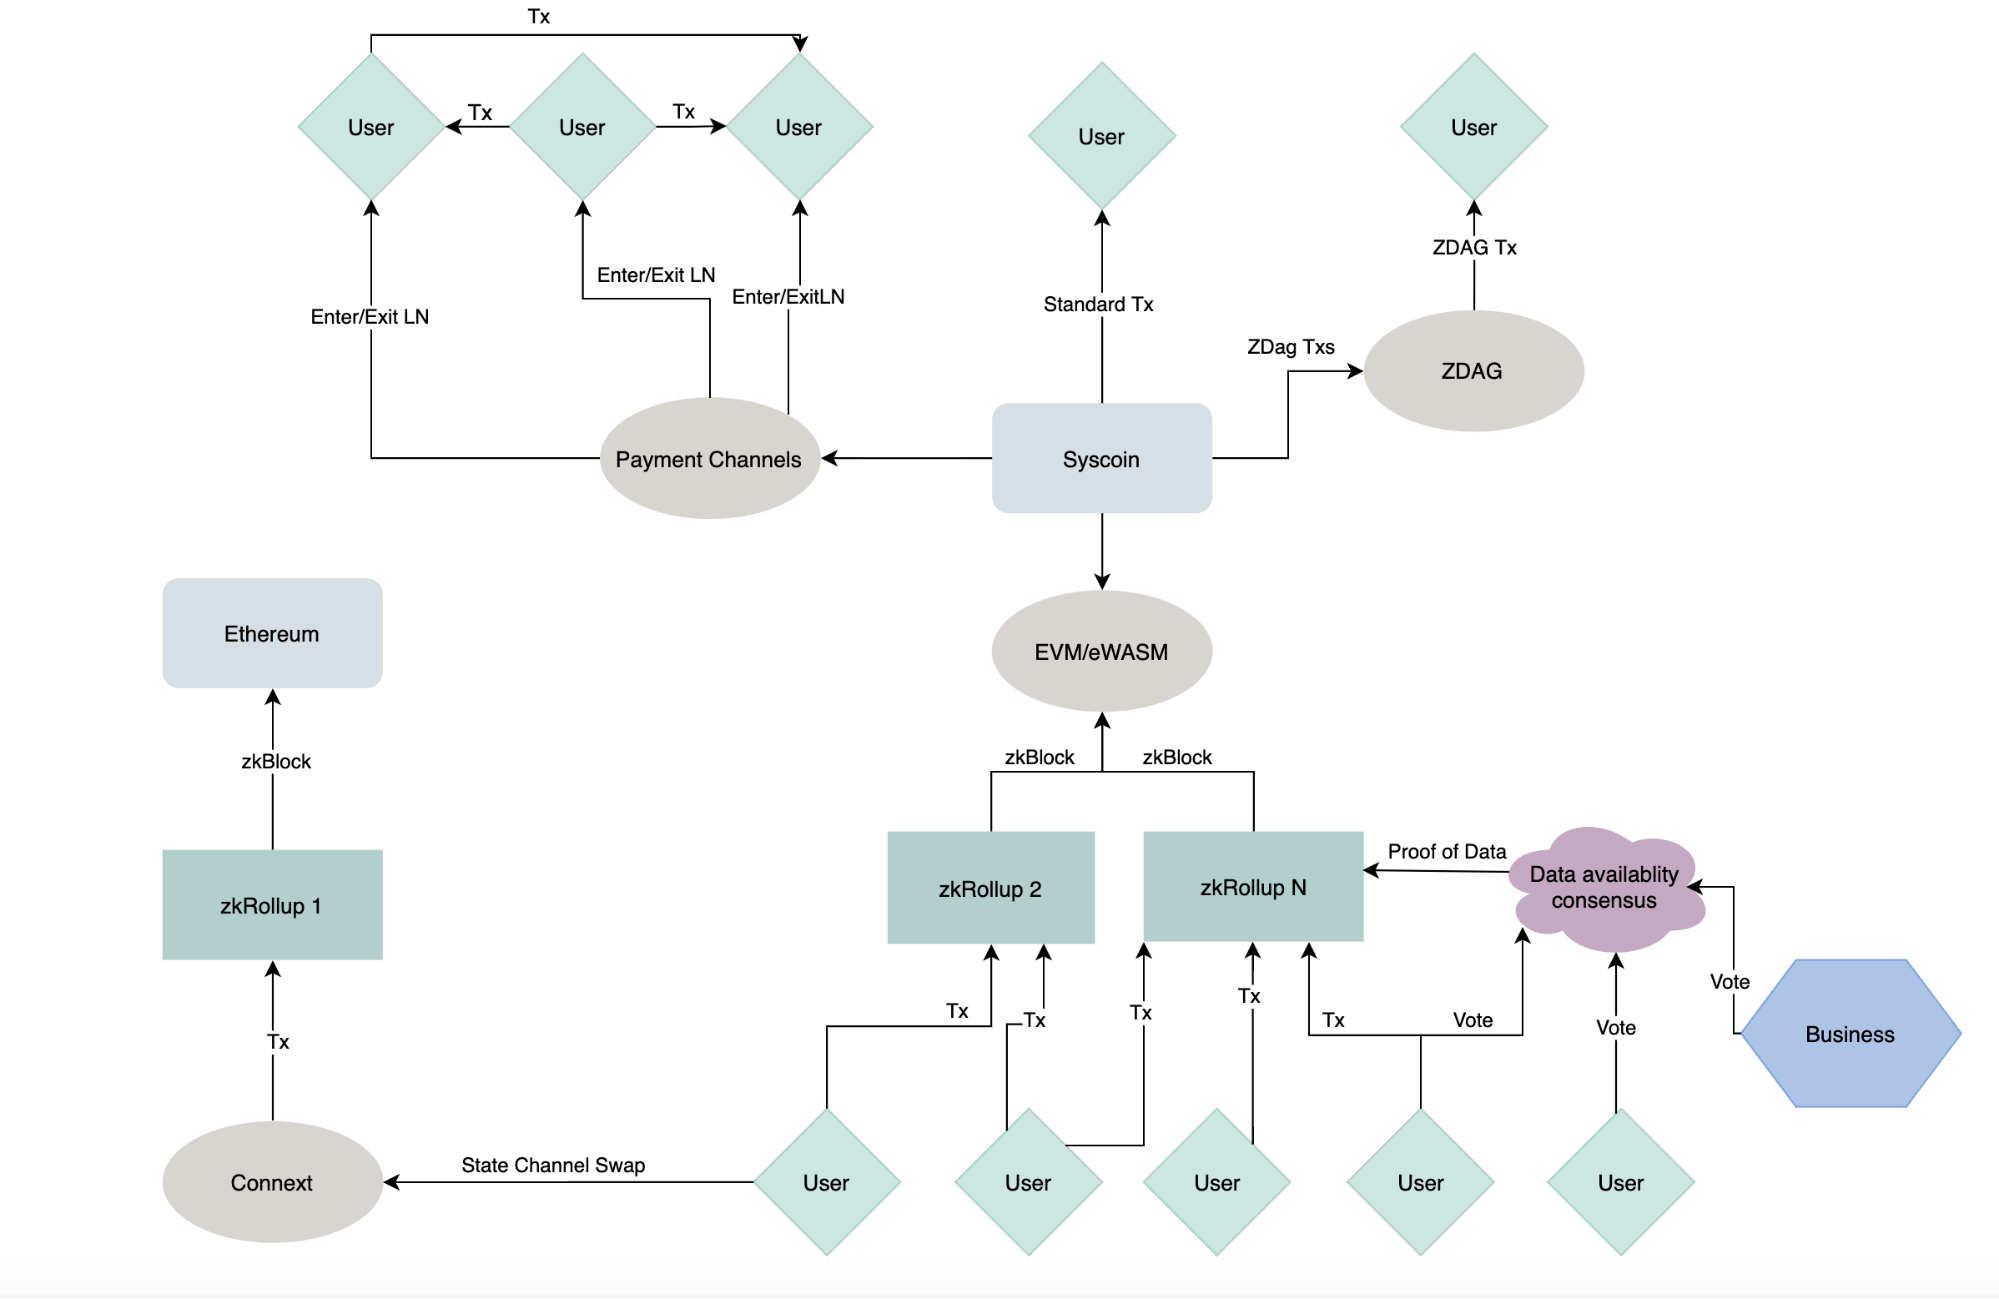 Tx
User
Tx
User
Tx
User
User
User
ZDAG Tx
Enter/Exit LN
Enter/ExitLN
Standard Tx
Enter/Exit LN
ZDag Txs
ZDAG
Payment Channels
Syscoin
Ethereum
EVM/eWASM
zkBlock
zkBlock
zkBlock
Proof of Data
Data availablity
consensus
zkRollup 1
zkRollup 2
zkRollup N
Vote
Tx
Tx
Tx
Tx
Tx
Vote
Vote
Business
Tx
State Channel Swap
Connext
User
User
User
User
User